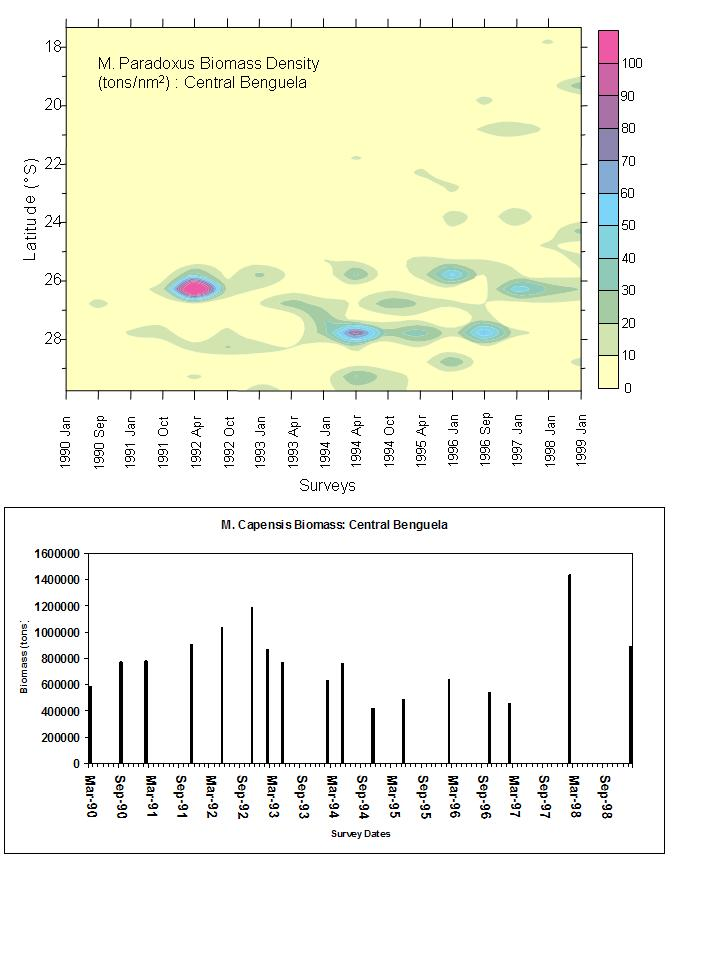 M. Paradoxus Biomass Density
(tons/nm²) : Central Benguela
Latitude (°S)
18
20
22
24
26
28
100
90
80
70
60
50
40
30
20
10
0
1990 Jan
1990 Sep
1991 Jan
1991 Oct
1992 Apr
1992 Oct
1993 Jan
1993 Apr
1994 Jan
1994 Apr
1994 Oct
1995 Apr
1996 Jan
1996 Sep
1997 Jan
1998 Jan
1999 Jan
Surveys
M. Capensis Biomass: Central Benguela
Biomass (tons)
1600000
1400000
1200000
1000000
800000
600000
400000
200000
0
Mar-90
Sep-90
Mar-91
Sep-91
Mar-92
Sep-92
Mar-93
Sep-93
Mar-94
Sep-94
Mar-95
Sep-95
Mar-96
Sep-96
Mar-97
Sep-97
Mar-98
Sep-98
Survey Dates